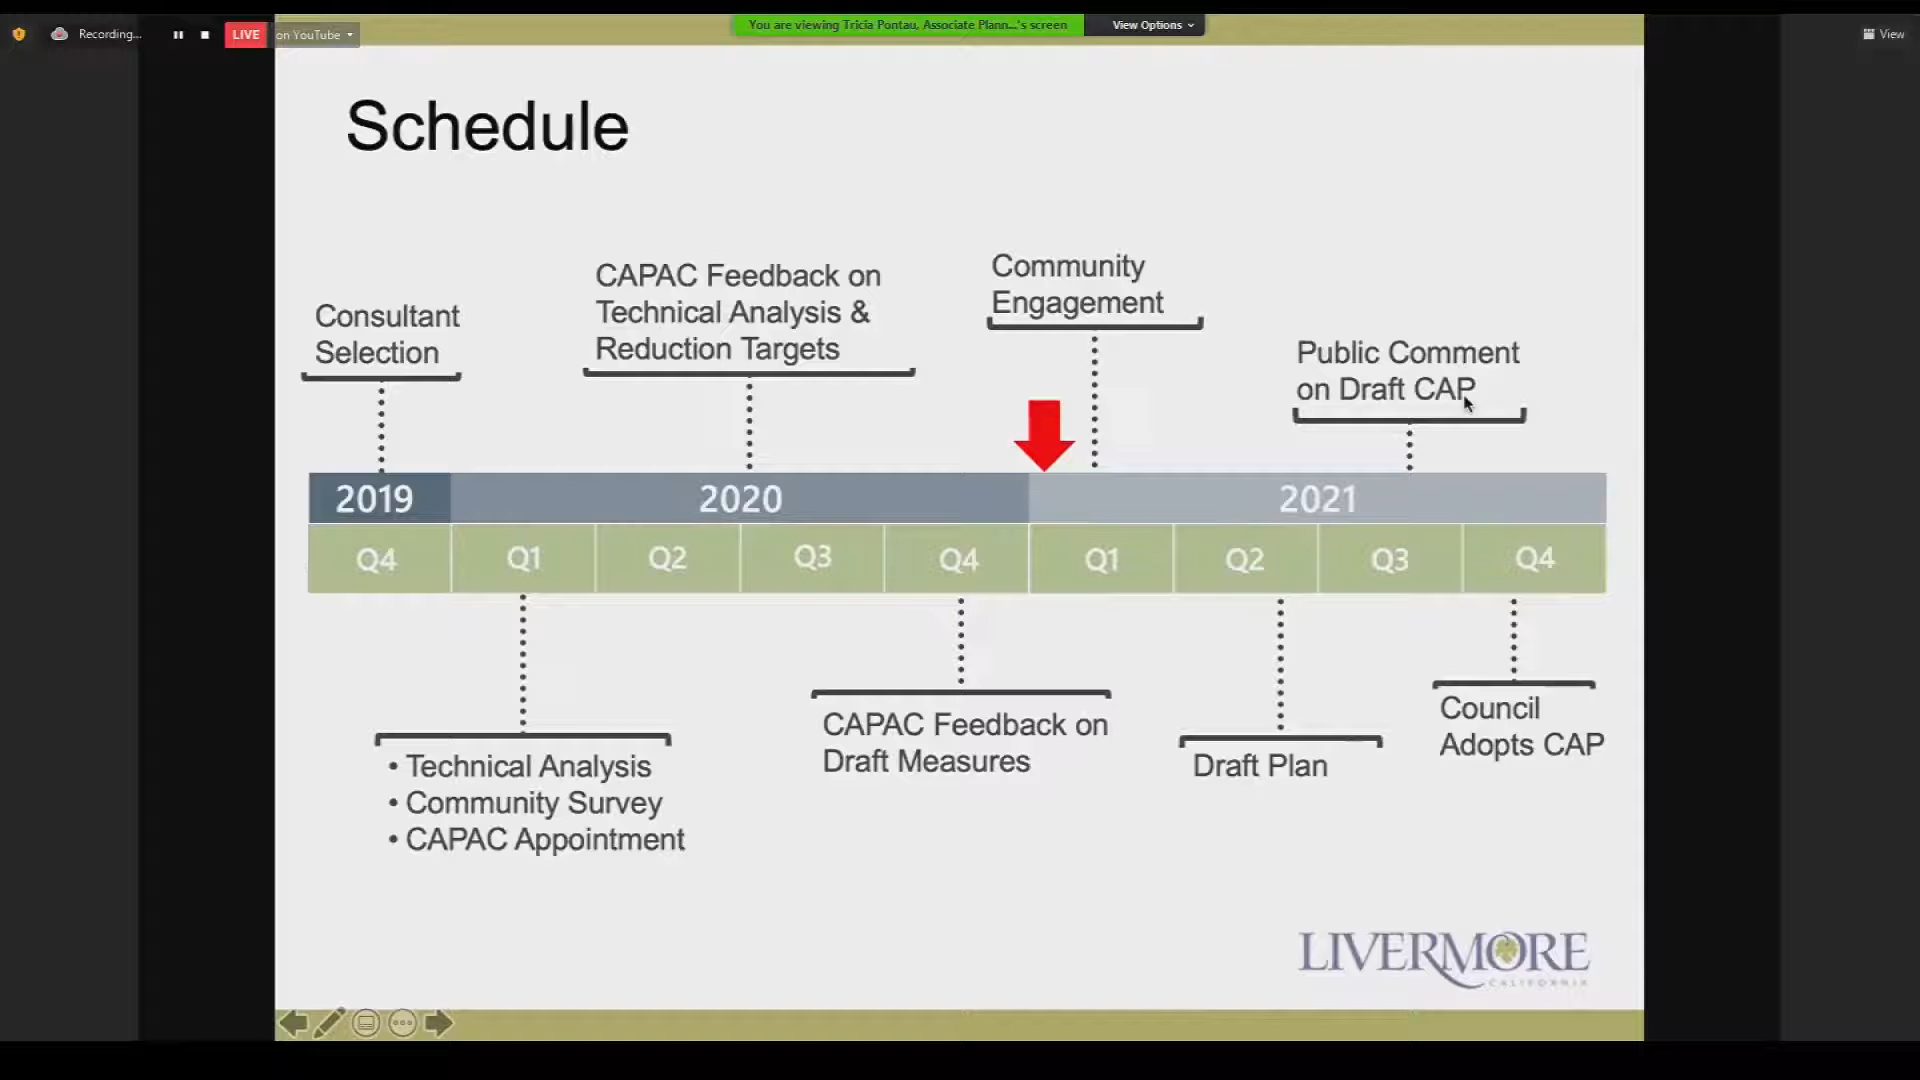 Recording...
LIVE
on YouTube
You are viewing Tricia Pontau, Associate Plann...'s screen
View Options
View
Schedule
Consultant
Selection
CAPAC Feedback on
Technical Analysis &
Reduction Targets
Community
Engagement
Public Comment
on Draft CAP
2019
2020
2021
Q4
Q1
Q2
Q3
Q4
Q1
Q2
Q3
Q4
• Technical Analysis
• Community Survey
• CAPAC Appointment
CAPAC Feedback on
Draft Measures
Draft Plan
Council
Adopts CAP
LIVERMORE
CALIFORNIA